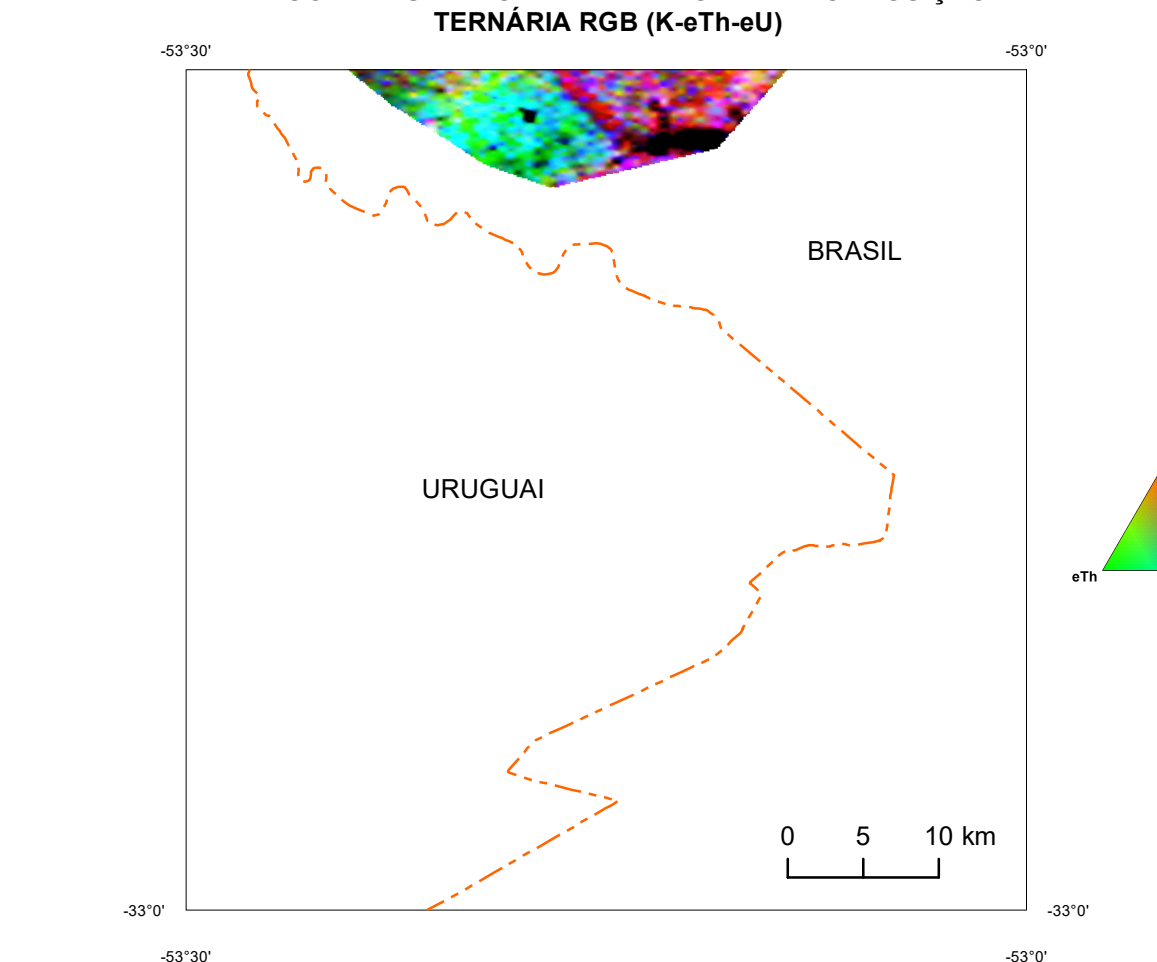 TERNÁRIA RGB (K-eTh-eU)
-53°30' -53°0'
BRASIL
URUGUAI
eTh
0 5 10 km
-33°0' -33°0'
-53°30' -53°0'